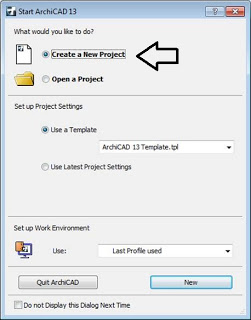 Start ArchiCAD 13
What would you like to do?
Create a New Project
Open a Project
Set up Project Settings
Use a Template
ArchiCAD 13 Template.tpl
Use Latest Project Settings
Set up Work Environment
Use: Last Profile used
Quit ArchiCAD New
Do not Display this Dialog Next Time